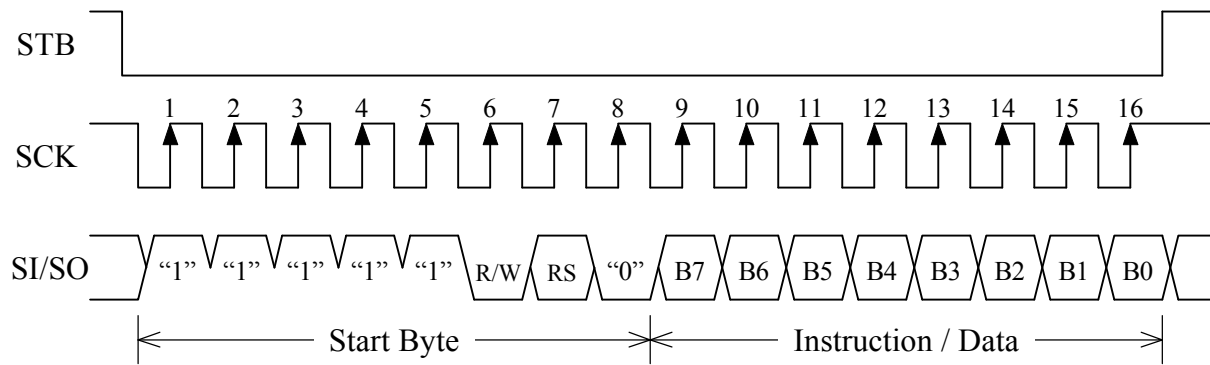 STB
1 2 3 4 5 6 7 8 9 10 11 12 13 14 15 16
SCK
SI/SO “1” “1” “1” “1” “1” R/W RS “0” B7 B6 B5 B4 B3 B2 B1 B0
Start Byte Instruction / Data